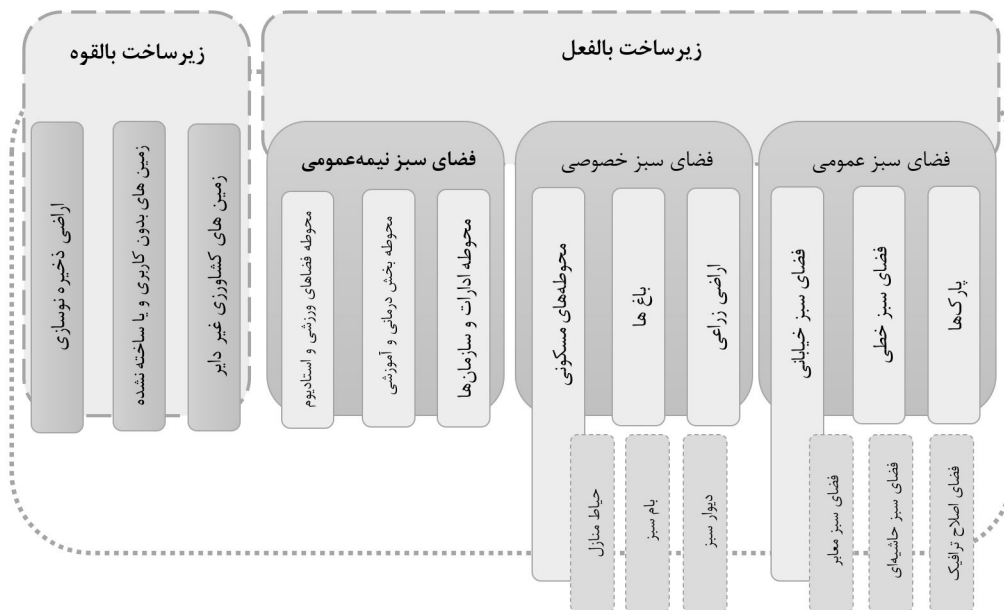 زیرساخت بالفعل
فضای سبز عمومی
پارک‌ها
فضای سبز خطی
فضای سبز خیابانی
فضای اصلاح ترافیک
فضای سبز حاشیه‌ای
فضای سبز معابر
فضای سبز خصوصی
اراضی زراعی
باغ ها
محوطه‌های مسکونی
دیوار سبز
بام سبز
حیاط منازل
فضای سبز نیمه‌عمومی
محوطه ادارات و سازمان‌ها
محوطه بخش درمانی و آموزشی
محوطه فضاهای ورزشی و استادیوم
زیرساخت بالقوه
زمین های کشاورزی غیر دایر
زمین های بدون کاربری و یا ساخته نشده
اراضی ذخیره نوسازی